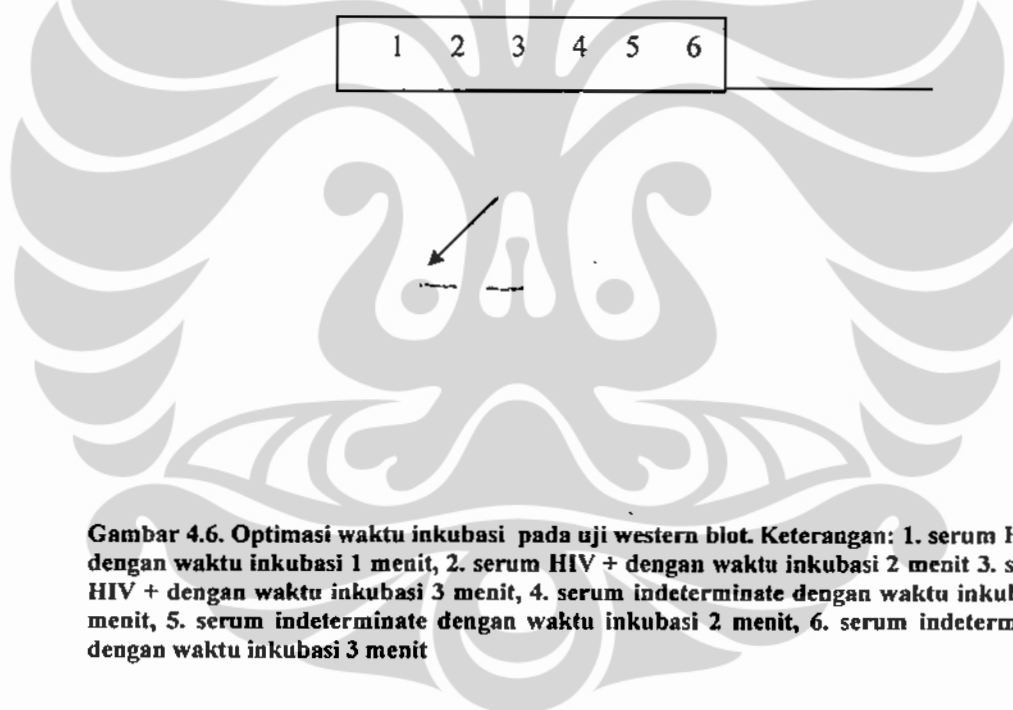 1 2 3 4 5 6
Gambar 4.6. Optimasi waktu inkubasi pada uji western blot. Keterangan: 1. serum
dengan waktu inkubasi 1 menit, 2. serum HIV + dengan waktu inkubasi 2 menit 3.
HIV + dengan waktu inkubasi 3 menit, 4. serum indeterminate dengan waktu
menit, 5. serum indeterminate dengan waktu inkubasi 2 menit, 6. serum
dengan waktu inkubasi 3 menit